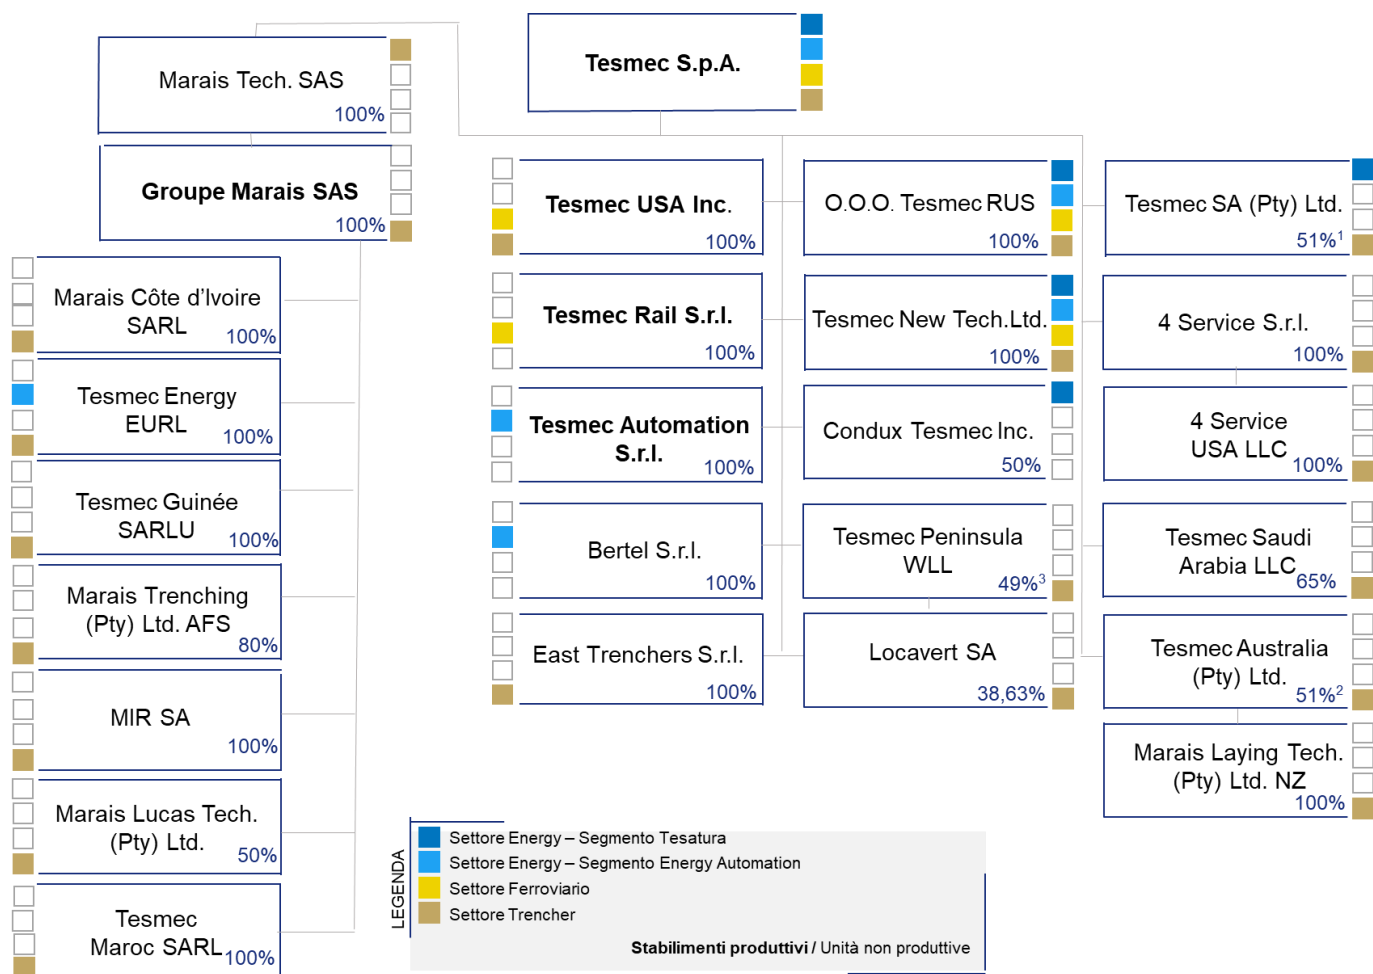 Tesmec S.p.A.
Marais Tech. SAS
100%
Groupe Marais SAS
100%
Marais Côte d'Ivoire
SARL
100%
Tesmec Energy
EURL
100%
Tesmec Guinée
SARLU
100%
Marais Trenching
(Pty) Ltd. AFS
80%
MIR SA
100%
Marais Lucas Tech.
(Pty) Ltd.
50%
Tesmec
Maroc SARL
100%
Tesmec USA Inc.
100%
Tesmec Rail S.r.l.
100%
Tesmec Automation
S.r.l.
100%
Bertel S.r.l.
100%
East Trenchers S.r.l.
100%
O.O.O. Tesmec RUS
100%
Tesmec New Tech.Ltd.
100%
Condux Tesmec Inc.
50%
Tesmec Peninsula
WLL
49%³
Locavert SA
38,63%
Tesmec SA (Pty) Ltd.
51%¹
4 Service S.r.l.
100%
4 Service
USA LLC
100%
Tesmec Saudi
Arabia LLC
65%
Tesmec Australia
(Pty) Ltd.
51%²
Marais Laying Tech.
(Pty) Ltd. NZ
100%
LEGENDA
Settore Energy – Segmento Tesatura
Settore Energy – Segmento Energy Automation
Settore Ferroviario
Settore Trencher
Stabilimenti produttivi / Unità non produttive